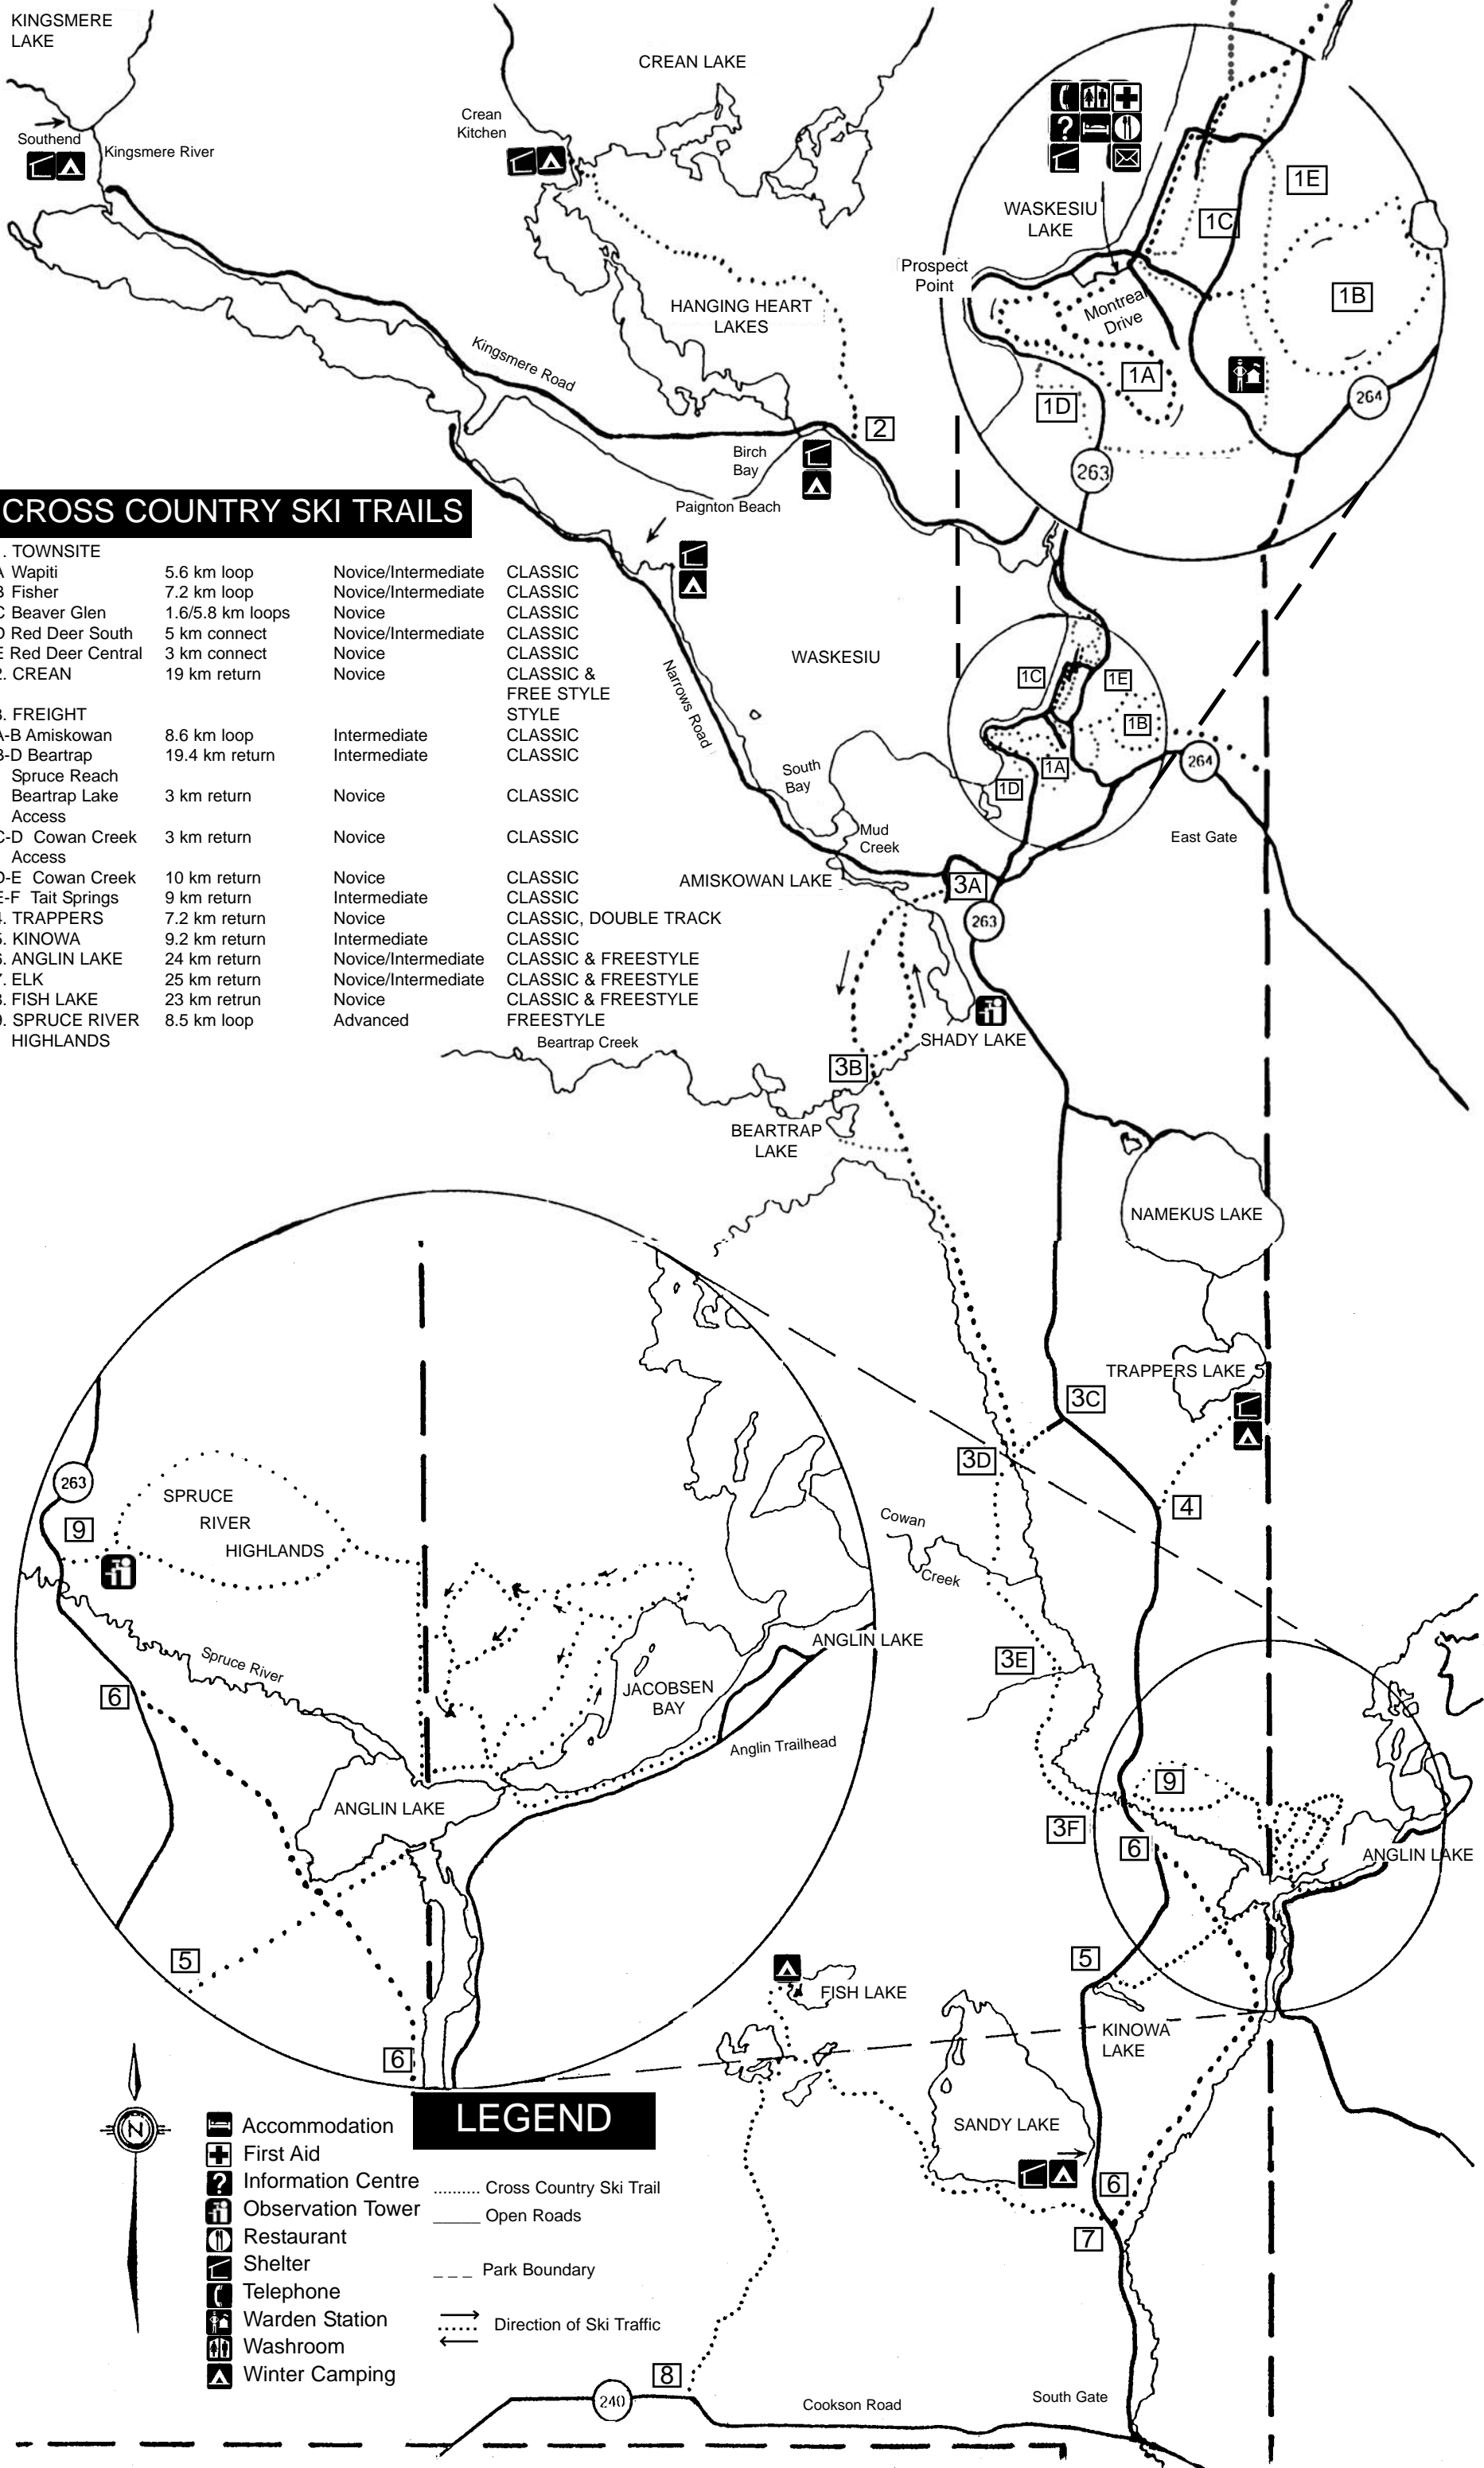 KINGSMERE
LAKE
CREAN LAKE
Crean
Kitchen
Southend
Kingsmere River
WASKESIU
LAKE
1E
1C
1B
Prospect
Point
Montreal
Drive
HANGING HEART
LAKES
Kingsmere Road
1A
1D
264
263
2
Birch
Bay
Paignton Beach
CROSS COUNTRY SKI TRAILS
. TOWNSITE
A Wapiti 5.6 km loop Novice/Intermediate CLASSIC
B Fisher 7.2 km loop Novice/Intermediate CLASSIC
C Beaver Glen 1.6/5.8 km loops Novice CLASSIC
D Red Deer South 5 km connect Novice/Intermediate CLASSIC
E Red Deer Central 3 km connect Novice CLASSIC
2. CREAN 19 km return Novice CLASSIC &
FREE STYLE
3. FREIGHT STYLE
A-B Amiskowan 8.6 km loop Intermediate CLASSIC
B-D Beartrap 19.4 km return Intermediate CLASSIC
Spruce Reach
Beartrap Lake 3 km return Novice CLASSIC
Access
C-D Cowan Creek 3 km return Novice CLASSIC
Access
D-E Cowan Creek 10 km return Novice CLASSIC
E-F Tait Springs 9 km return Intermediate CLASSIC
4. TRAPPERS 7.2 km return Novice CLASSIC, DOUBLE TRACK
5. KINOWA 9.2 km return Intermediate CLASSIC
6. ANGLIN LAKE 24 km return Novice/Intermediate CLASSIC & FREESTYLE
7. ELK 25 km return Novice/Intermediate CLASSIC & FREESTYLE
8. FISH LAKE 23 km retrun Novice CLASSIC & FREESTYLE
9. SPRUCE RIVER 8.5 km loop Advanced FREESTYLE
HIGHLANDS
WASKESIU
Narrows Road
1C
1E
1B
1A
1D
264
South
Bay
Mud
Creek
East Gate
AMISKOWAN LAKE
3A
263
SHADY LAKE
Beartrap Creek
3B
BEARTRAP
LAKE
NAMEKUS LAKE
TRAPPERS LAKE
3C
3D
4
Cowan
Creek
3E
263
9
SPRUCE
RIVER
HIGHLANDS
Spruce River
6
ANGLIN LAKE
JACOBSEN
BAY
Anglin Trailhead
ANGLIN LAKE
5
6
9
3F
6
ANGLIN LAKE
5
FISH LAKE
KINOWA
LAKE
SANDY LAKE
6
7
N
LEGEND
Accommodation
First Aid
? Information Centre
Observation Tower
Restaurant
Shelter
Telephone
Warden Station
Washroom
Winter Camping
.......... Cross Country Ski Trail
_____ Open Roads
_ _ _ Park Boundary
Direction of Ski Traffic
8
240
Cookson Road
South Gate